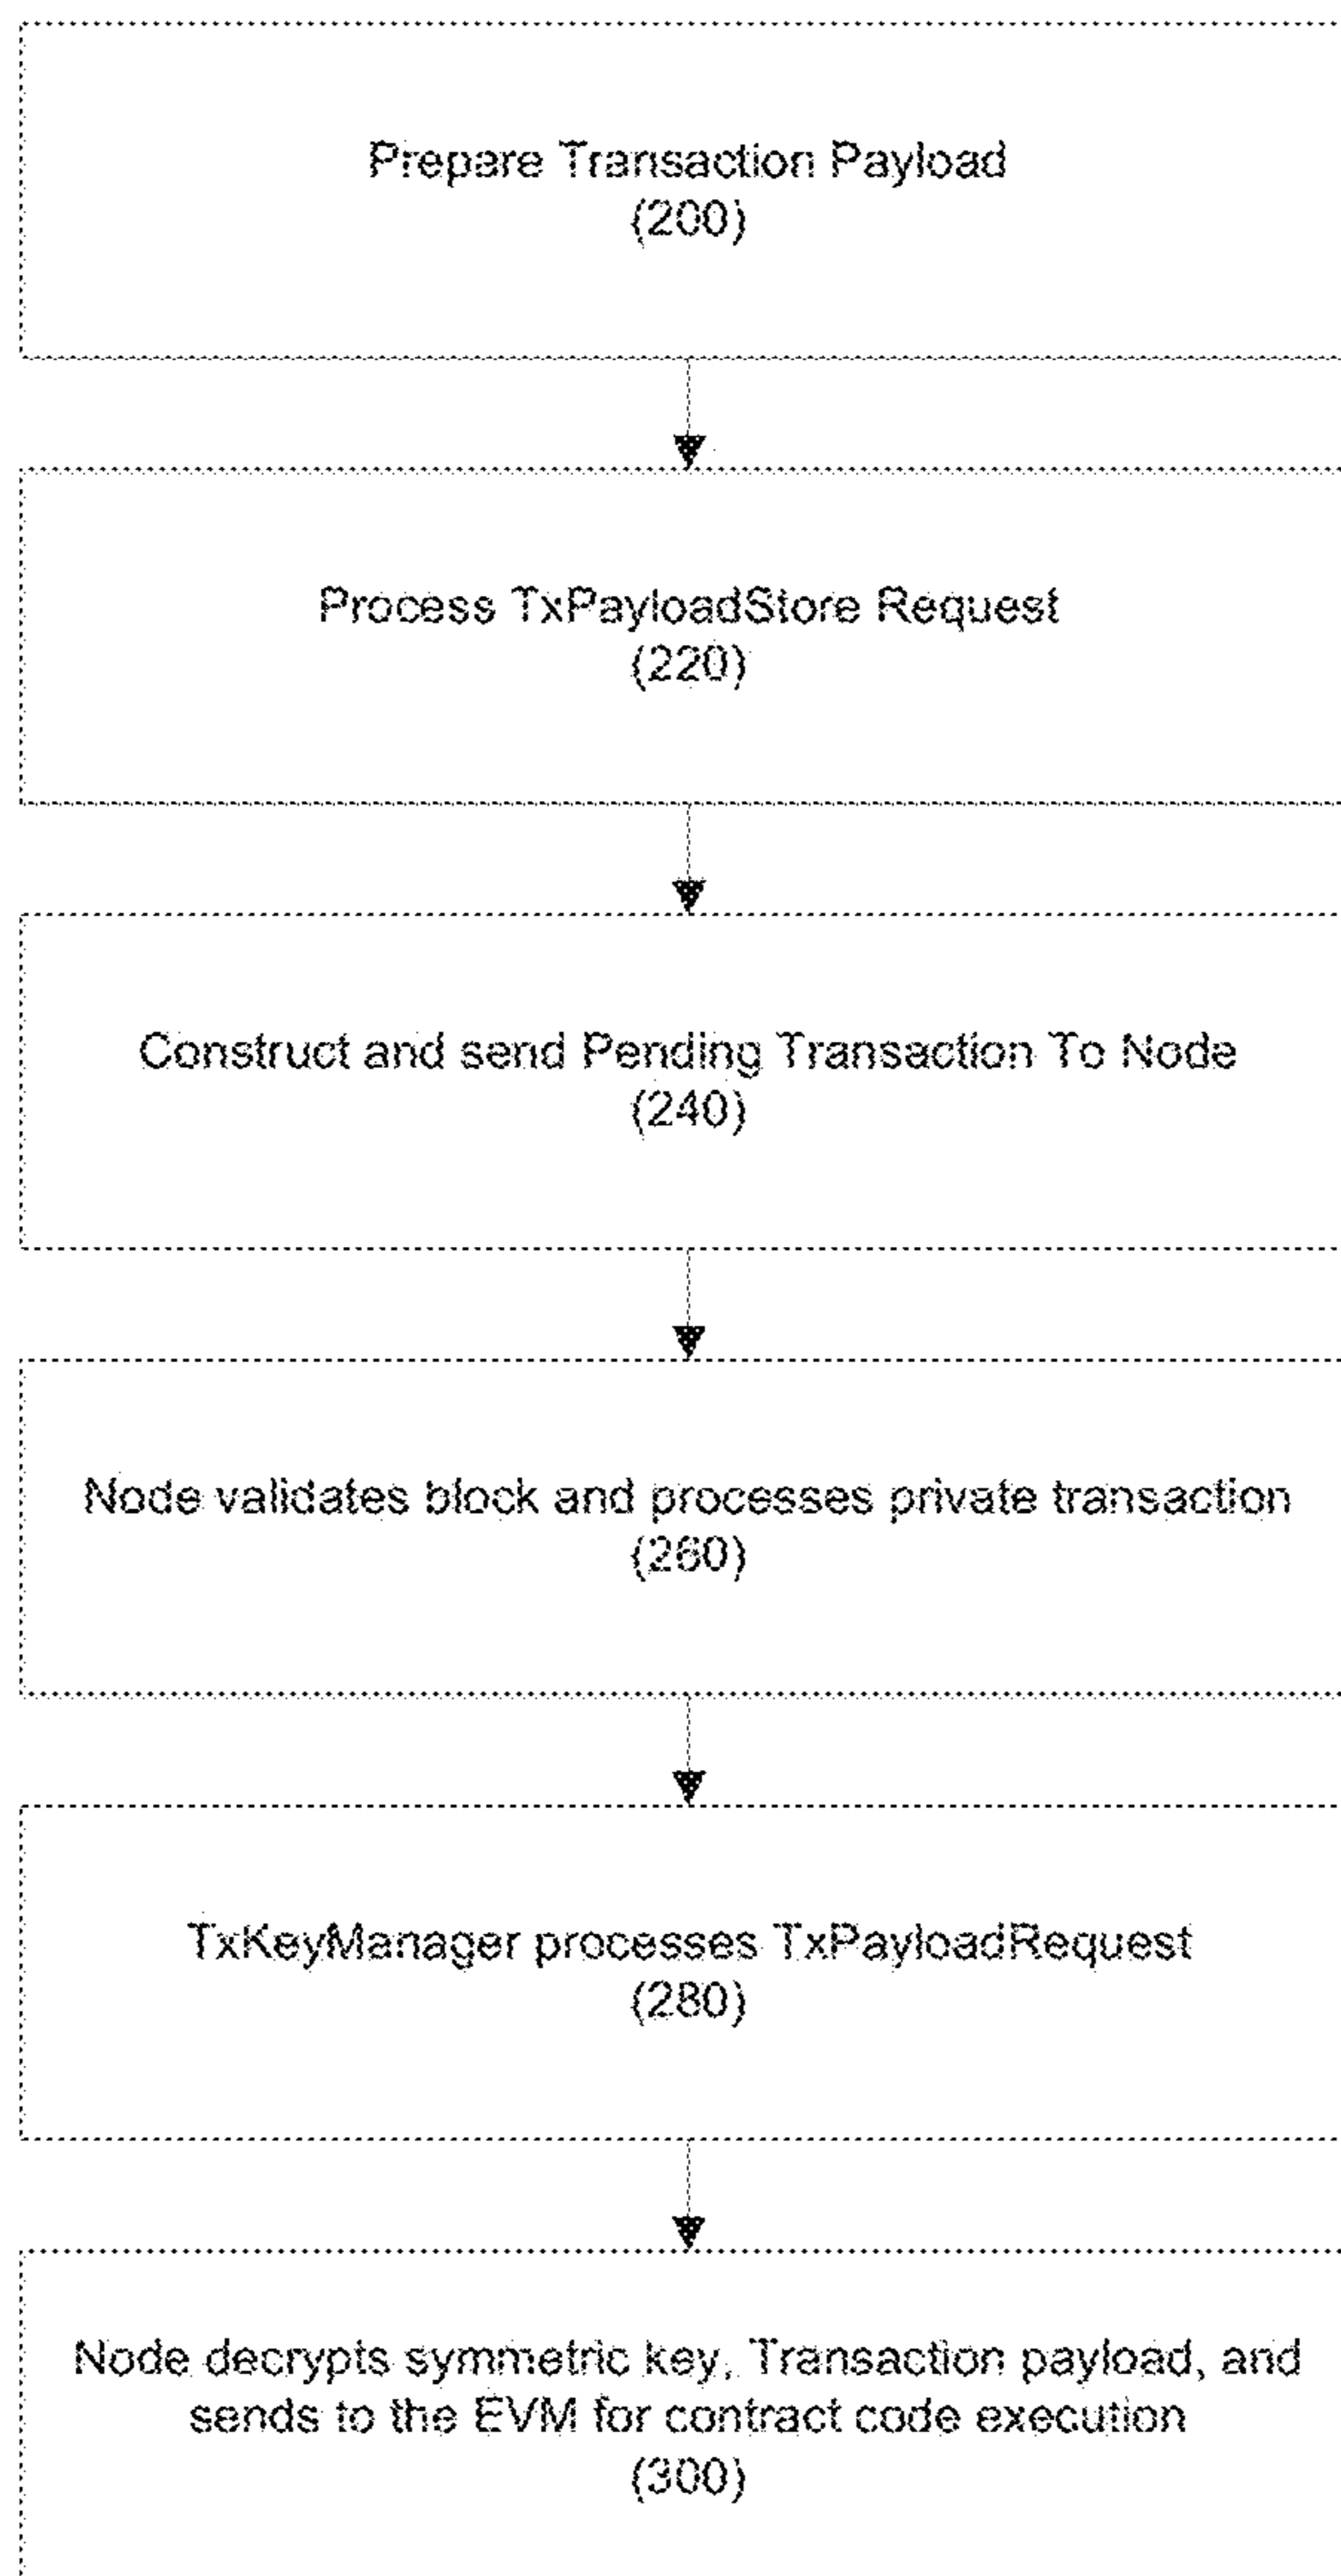 Prepare Transaction Payload
(200)
Process TxPayloadStore Request
(220)
Construct and send Pending Transaction To Node
(240)
Node validates block and processes private transaction
(260)
TxKeyManager processes TxPayloadRequest
(280)
Node decrypts symmetric key, Transaction payload, and
sends to the EVM for contract code execution
(300)